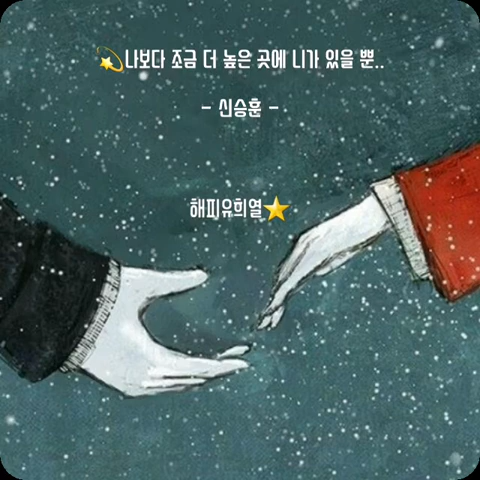 💫나보다 조금 더 높은 곳에 니가 있을 뿐..
- 신승훈 -
해피유희열⭐